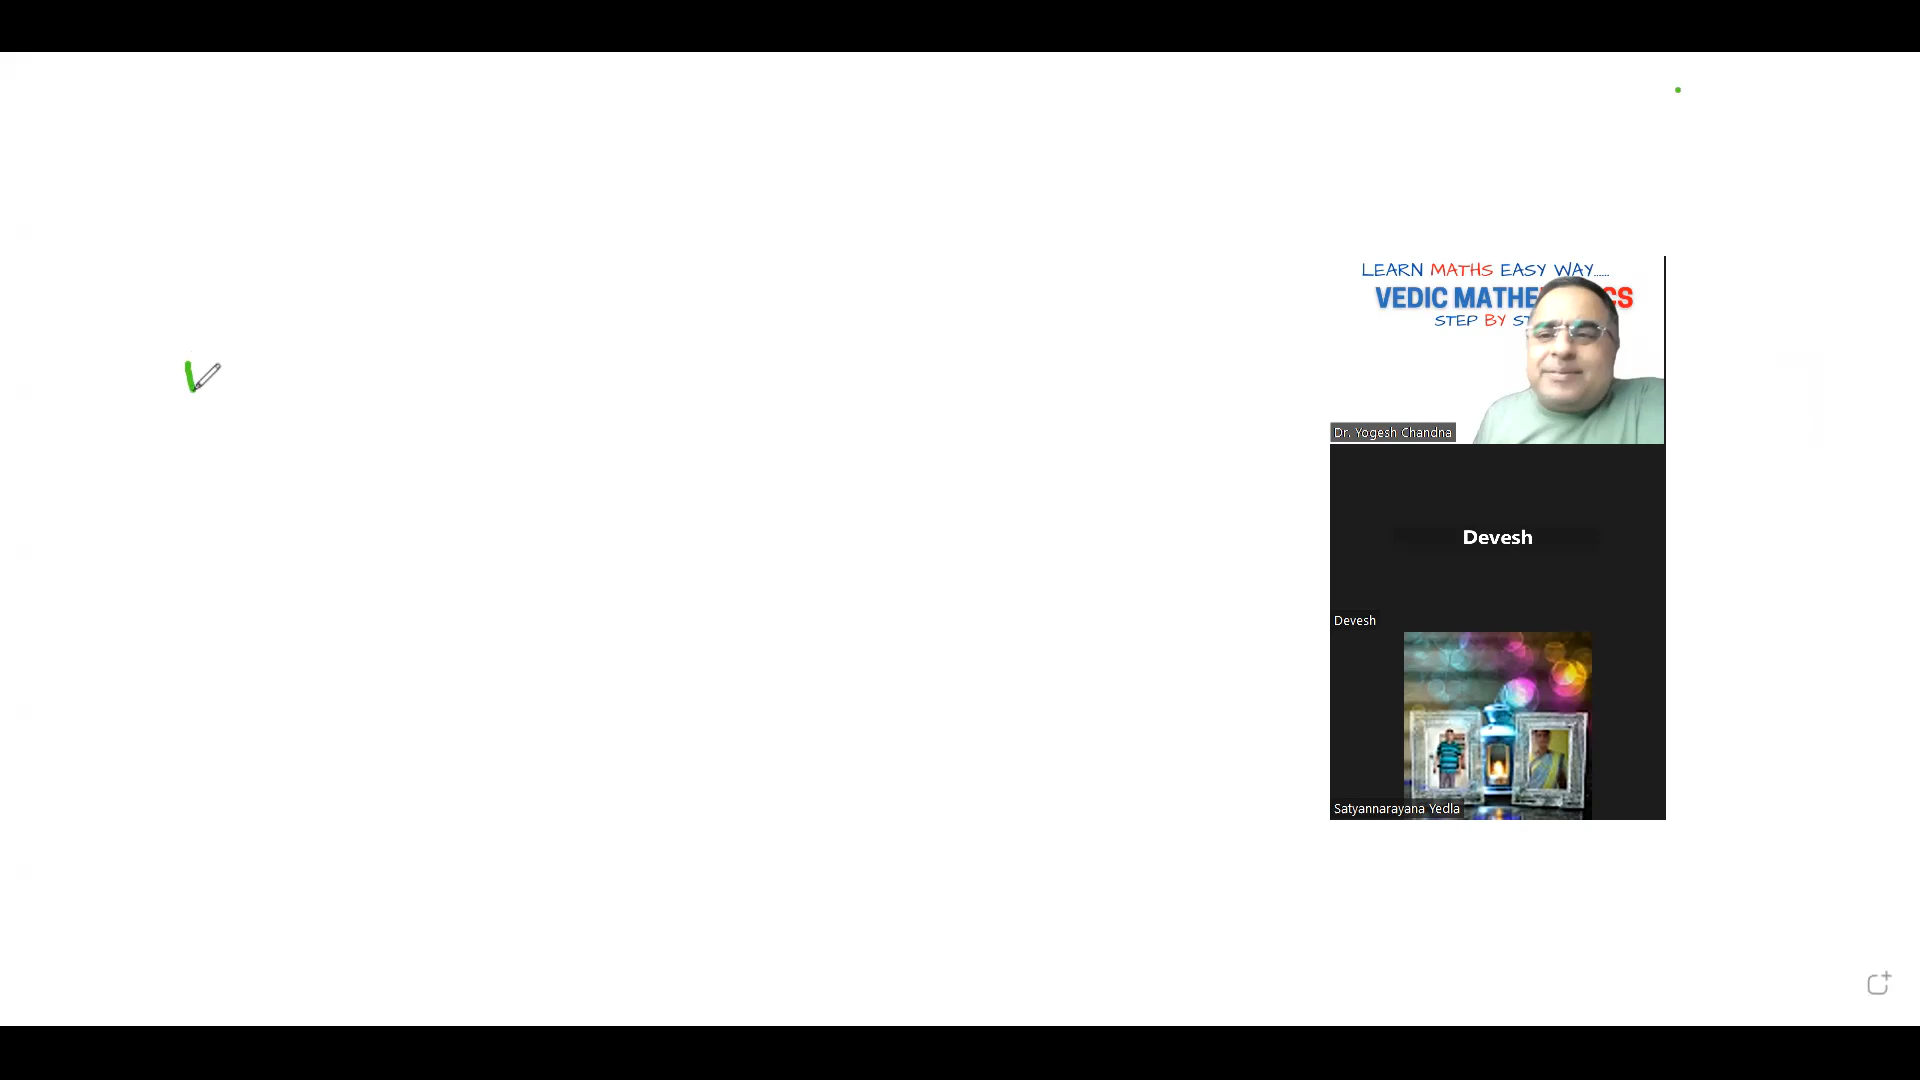 LEARN MATHS EASY WAY......
VEDIC MATHE CS
STEP BY ST
Dr. Yogesh Chandna
Devesh
Devesh
Satyannarayana Yedla